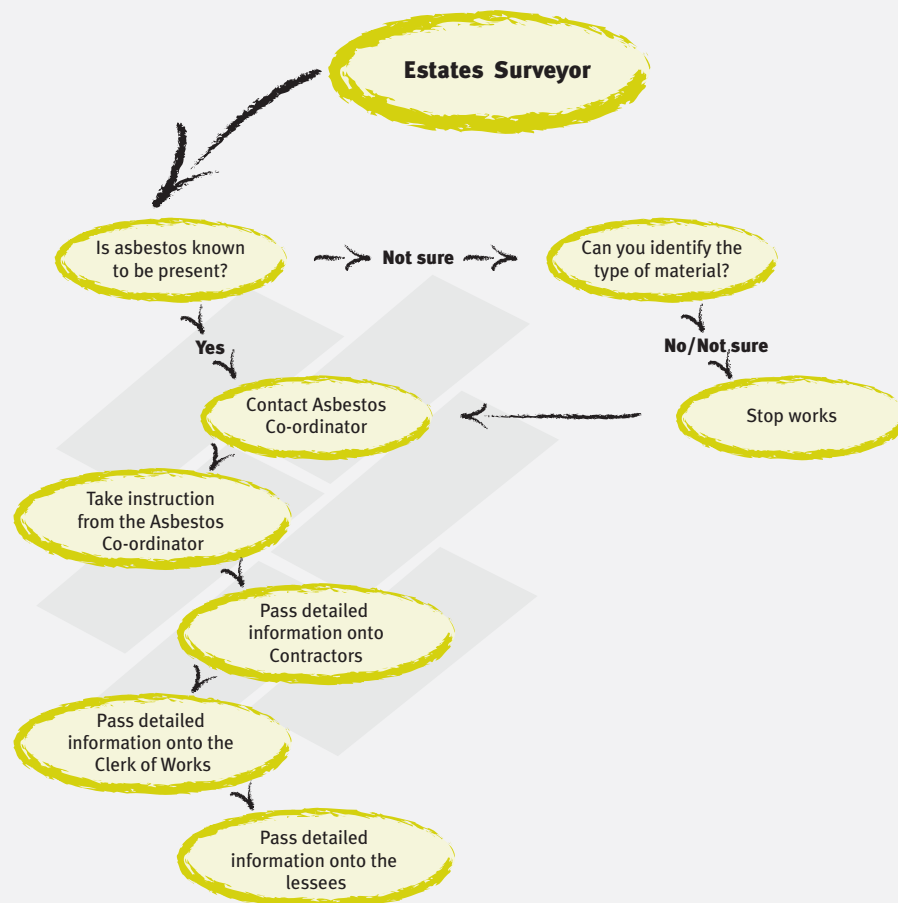 Estates Surveyor
Is asbestos known
to be present?
Not sure
Can you identify the
type of material?
Yes
No/Not sure
Contact Asbestos
Co-ordinator
Stop works
Take instruction
from the Asbestos
Co-ordinator
Pass detailed
information onto
Contractors
Pass detailed
information onto the
Clerk of Works
Pass detailed
information onto the
lessees